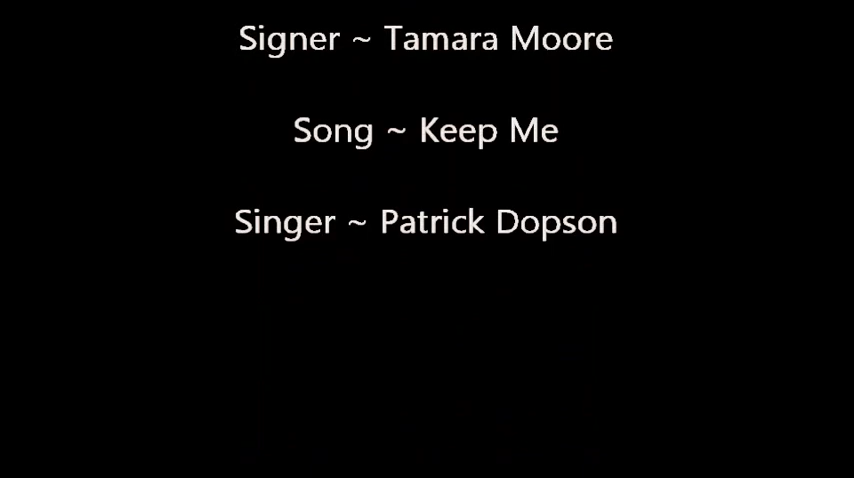 Signer ~ Tamara Moore
Song ~ Keep Me
Singer ~ Patrick Dopson